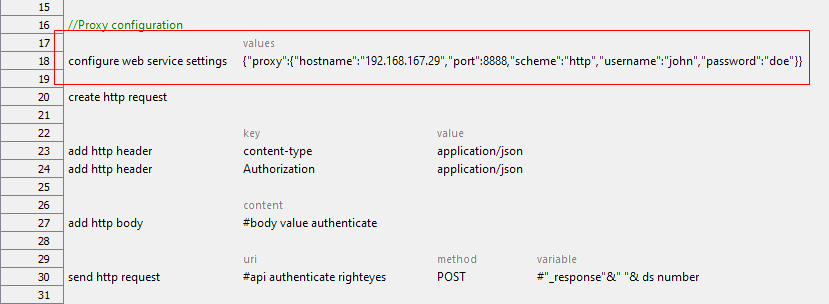 15
16 //Proxy configuration
17 values
18 configure web service settings {"proxy":{"hostname":"192.168.167.29","port":8888,"scheme":"http","username":"john","password":"doe"}}
19
20 create http request
21
22 key value
23 add http header content-type application/json
24 add http header Authorization application/json
25
26 content
27 add http body #body value authenticate
28
29 uri method variable
30 send http request #api authenticate righteyes POST #"_response"&" "& ds number
31